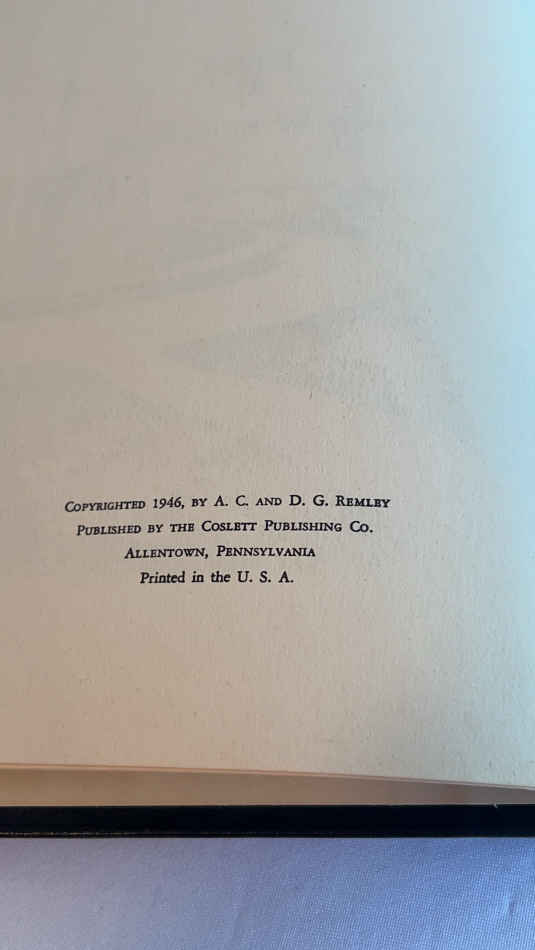 COPYRIGHTED 1946, BY A. C. AND D. G. REMLEY
PUBLISHED BY THE COSLETT PUBLISHING CO.
ALLENTOWN, PENNSYLVANIA
Printed in the U. S. A.